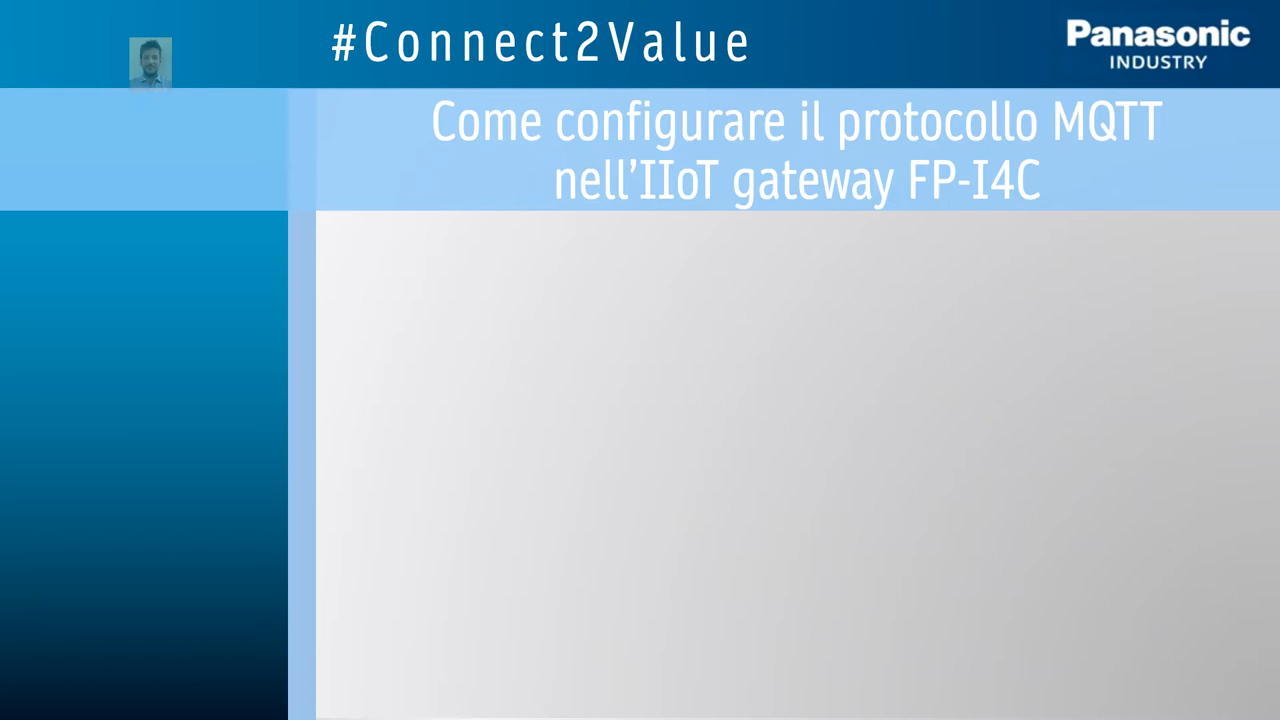 #Connect2Value
Panasonic
INDUSTRY
Come configurare il protocollo MQTT
nell’IIoT gateway FP-I4C